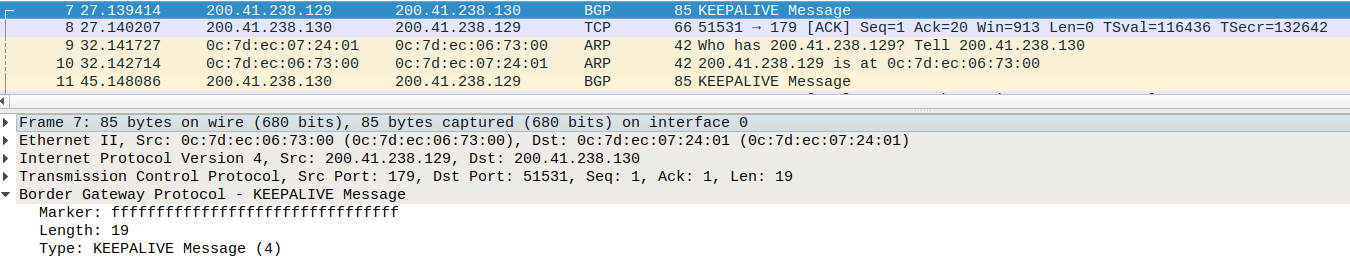 7 27.139414 200.41.238.129 200.41.238.130 BGP 85 KEEPALIVE Message
8 27.140207 200.41.238.130 200.41.238.129 TCP 66 51531 → 179 [ACK] Seq=1 Ack=20 Win=913 Len=0 TSval=116436 TSecr=132642
9 32.141727 0c:7d:ec:07:24:01 0c:7d:ec:06:73:00 ARP 42 Who has 200.41.238.129? Tell 200.41.238.130
10 32.142714 0c:7d:ec:06:73:00 0c:7d:ec:07:24:01 ARP 42 200.41.238.129 is at 0c:7d:ec:06:73:00
11 45.148086 200.41.238.130 200.41.238.129 BGP 85 KEEPALIVE Message
Frame 7: 85 bytes on wire (680 bits), 85 bytes captured (680 bits) on interface 0
Ethernet II, Src: 0c:7d:ec:06:73:00 (0c:7d:ec:06:73:00), Dst: 0c:7d:ec:07:24:01 (0c:7d:ec:07:24:01)
Internet Protocol Version 4, Src: 200.41.238.129, Dst: 200.41.238.130
Transmission Control Protocol, Src Port: 179, Dst Port: 51531, Seq: 1, Ack: 1, Len: 19
Border Gateway Protocol - KEEPALIVE Message
Marker: ffffffffffffffffffffffffffffffff
Length: 19
Type: KEEPALIVE Message (4)